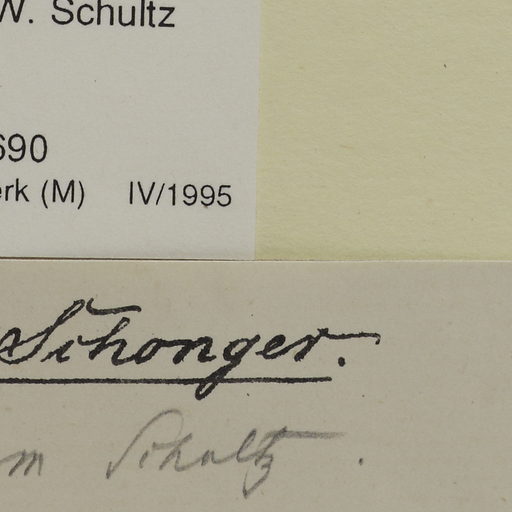 W. Schultz
690
erk (M) IV/1995
Schonger.
m Schultz.